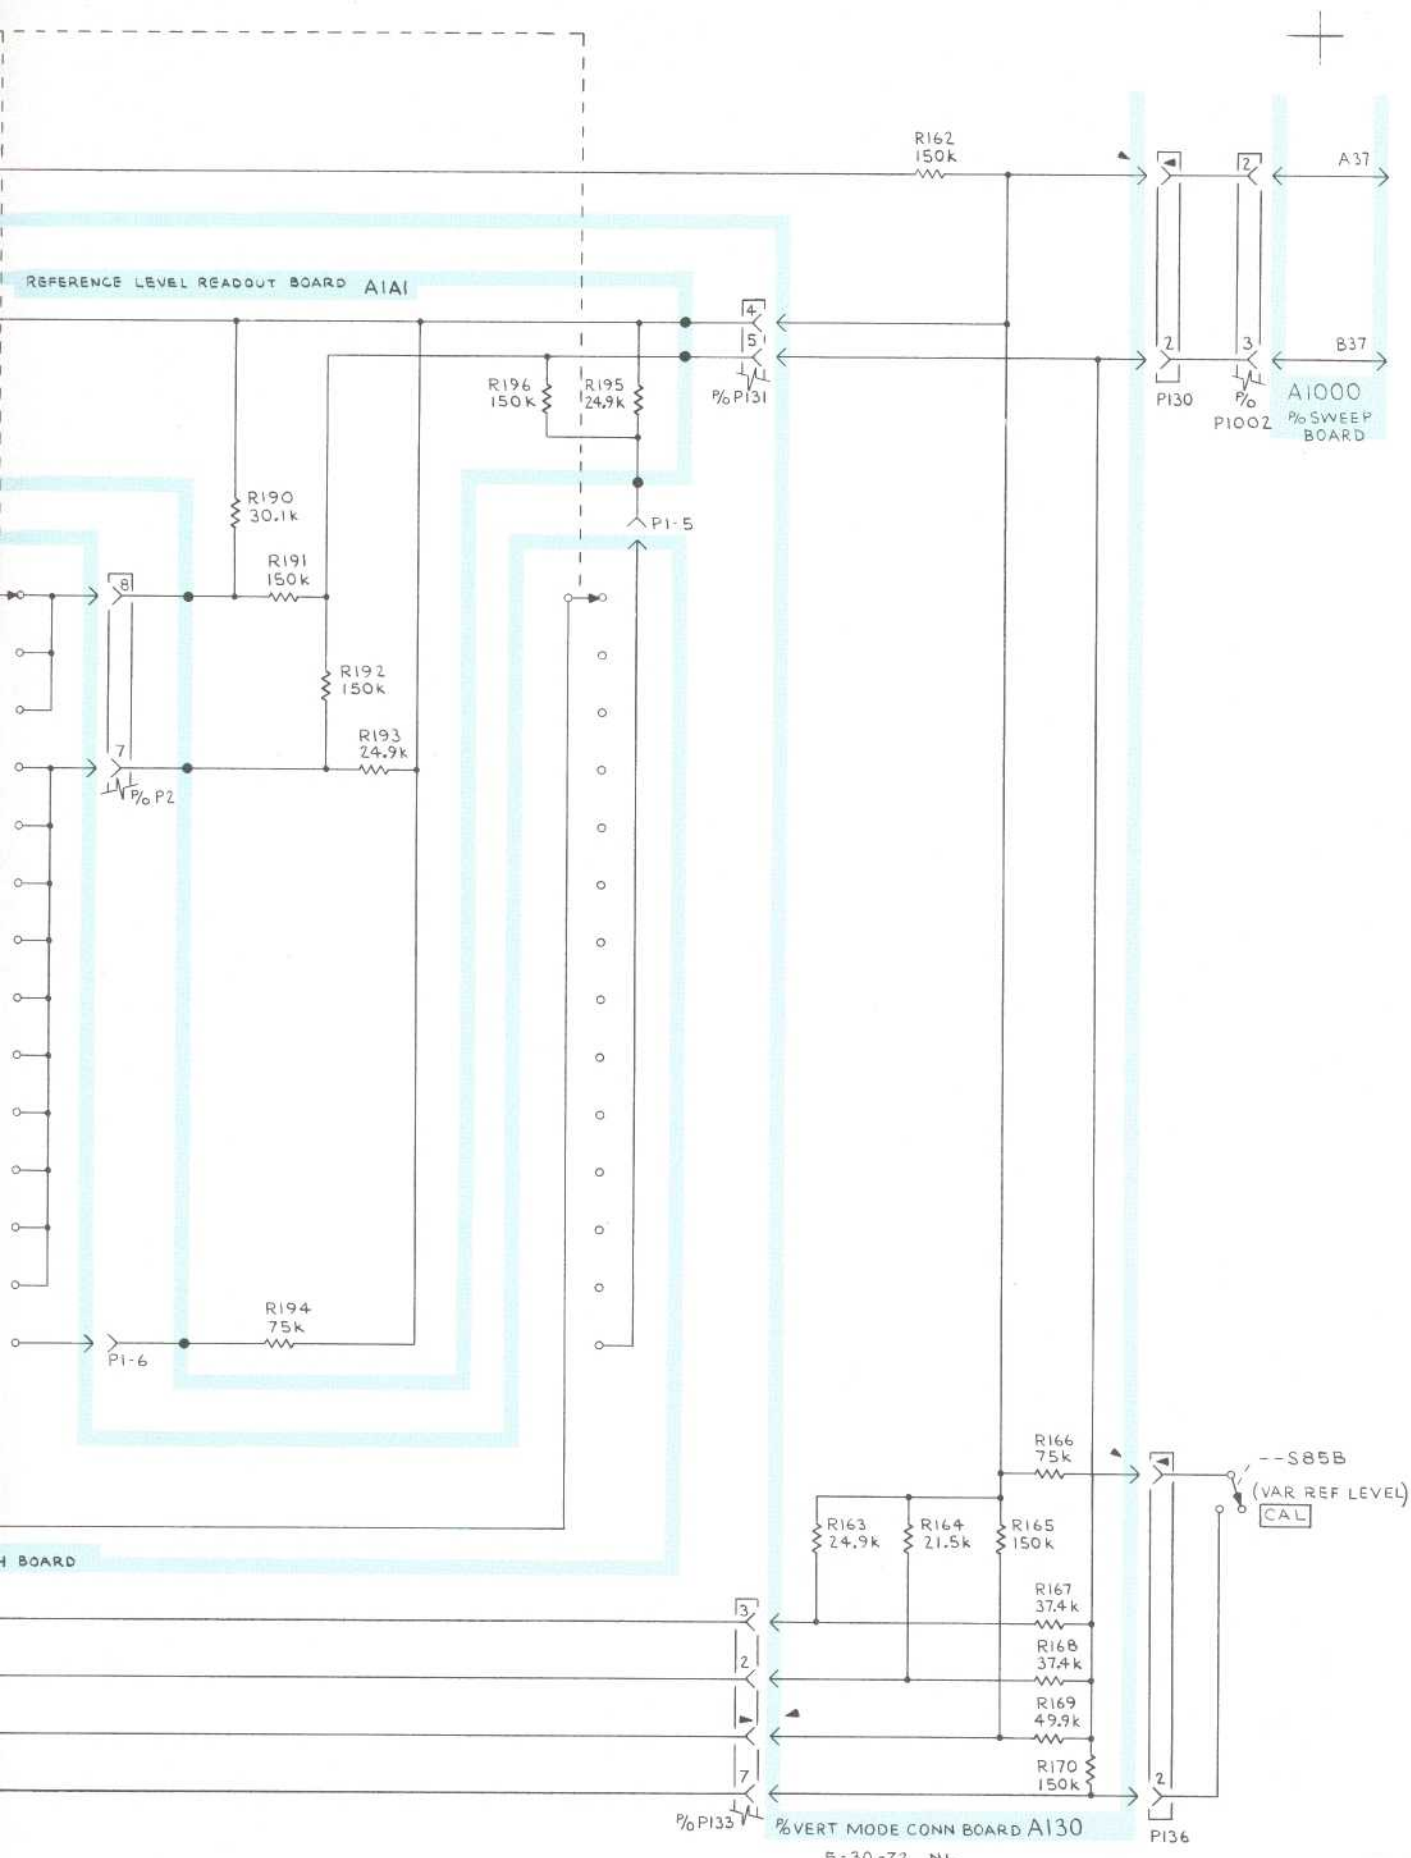 R162
150k
2
A37
REFERENCE LEVEL READOUT BOARD A1A1
4
5
R196
150k
R195
24.9k
P/O P131
2
3
B37
P130
P/O
P1002
A1000
P/O SWEEP
BOARD
R190
30.1k
P1-5
R191
150k
8
R192
150k
R193
24.9k
7
P/O P2
R194
75k
P1-6
R166
75k
--S85B
(VAR REF LEVEL)
CAL
R163
24.9k
R164
21.5k
R165
150k
H BOARD
R167
37.4k
3
R168
37.4k
2
R169
49.9k
R170
150k
7
2
P/O P133
P/O VERT MODE CONN BOARD A130
P136